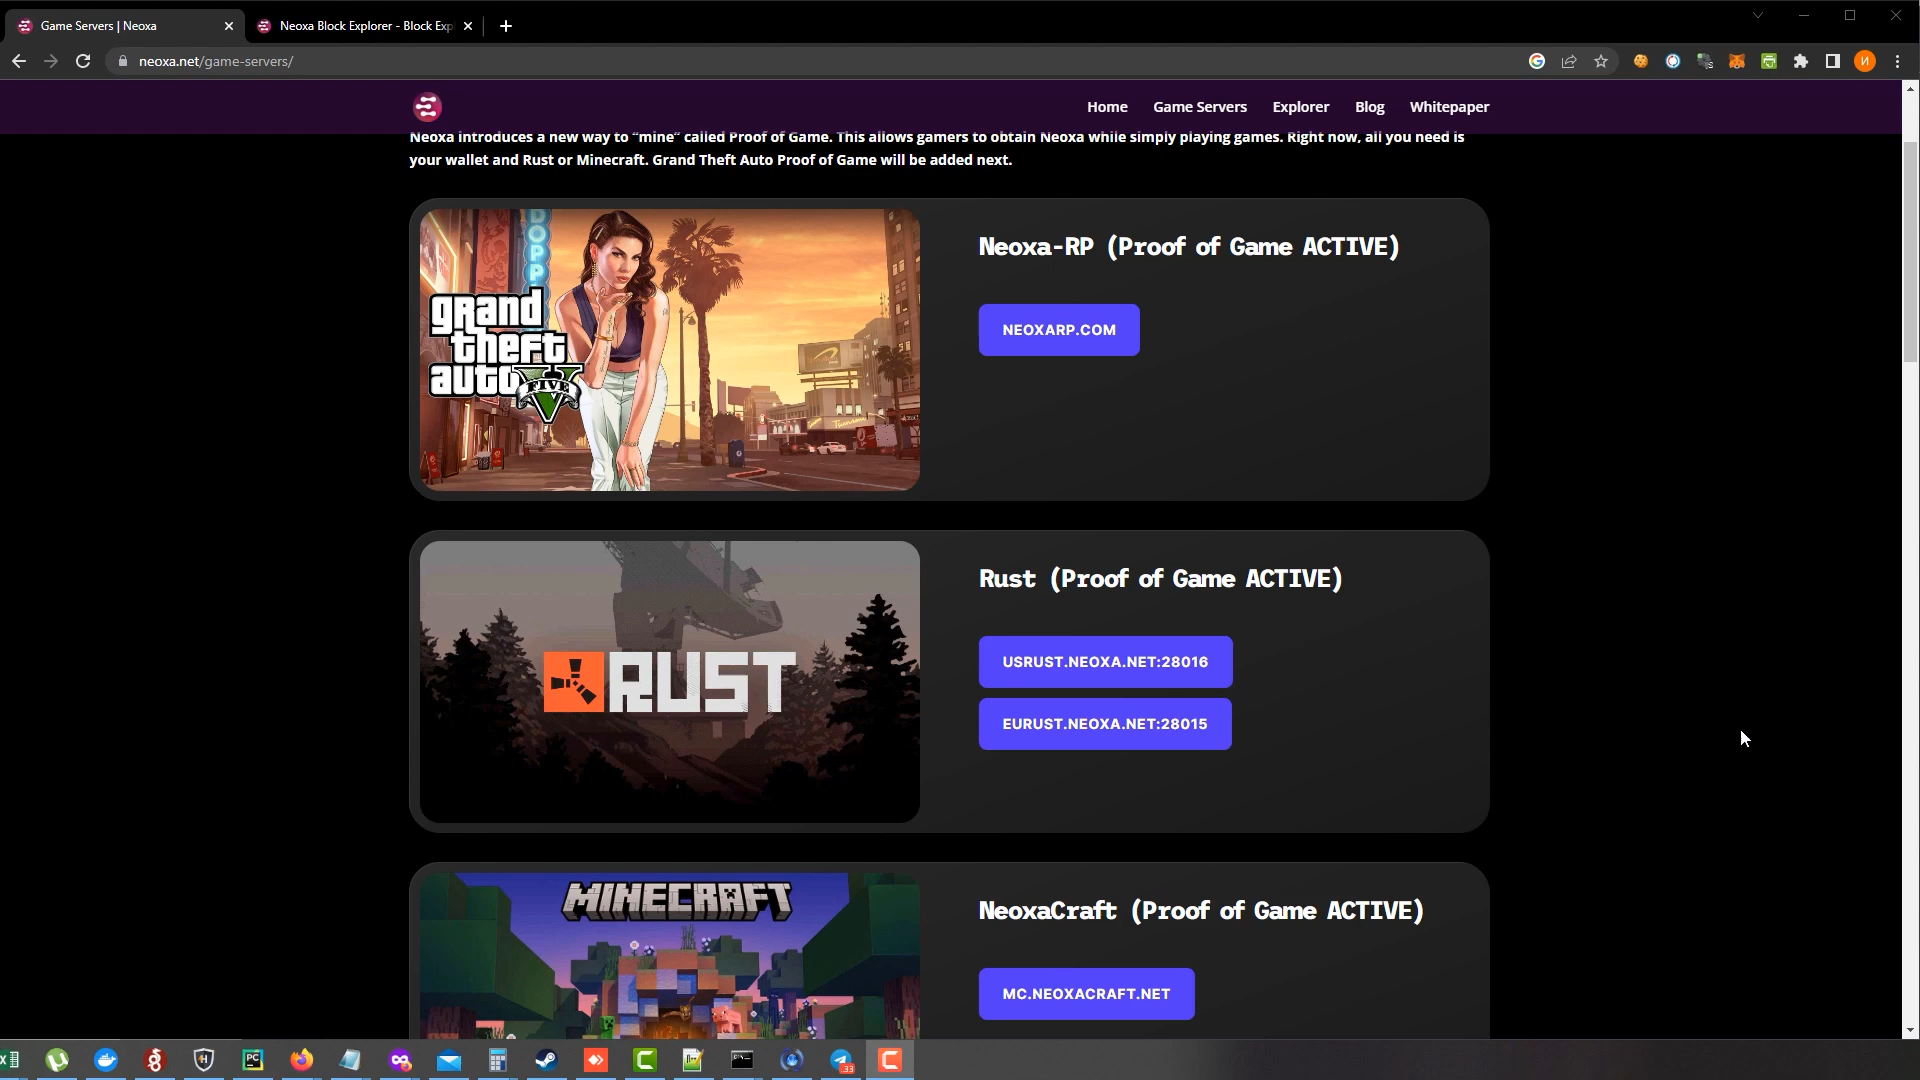 Game Servers | Neoxa
Neoxa Block Explorer - Block Exp
neoxa.net/game-servers/
Home Game Servers Explorer Blog Whitepaper
Neoxa introduces a new way to “mine” called Proof of Game. This allows gamers to obtain Neoxa while simply playing games. Right now, all you need is
your wallet and Rust or Minecraft. Grand Theft Auto Proof of Game will be added next.
DOPP
grand
theft
auto
V
FIVE
Neoxa-RP (Proof of Game ACTIVE)
NEOXARP.COM
RUST
Rust (Proof of Game ACTIVE)
USRUST.NEOXA.NET:28016
EURUST.NEOXA.NET:28015
MINECRAFT
NeoxaCraft (Proof of Game ACTIVE)
MC.NEOXACRAFT.NET
PC
33